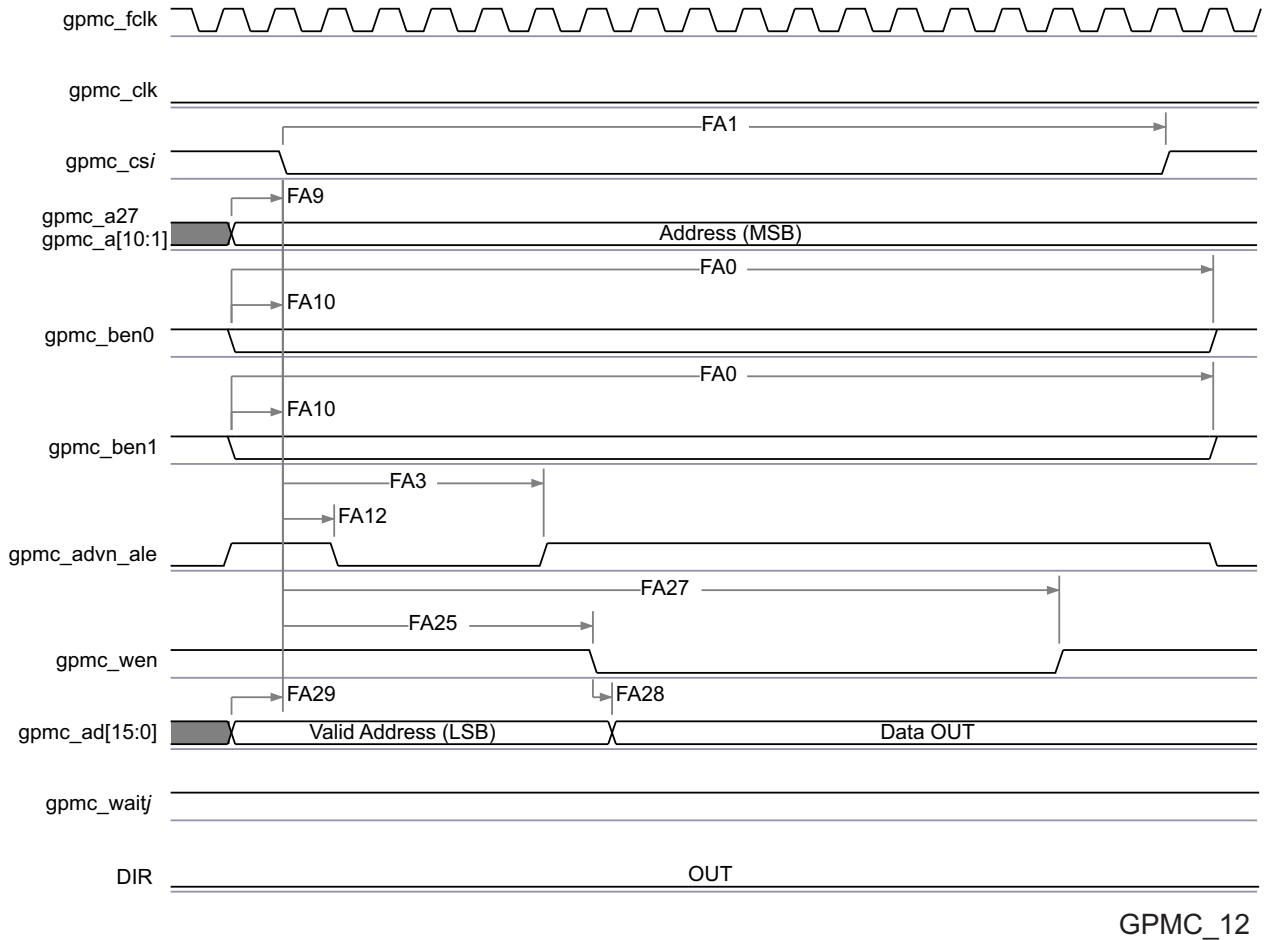 gpmc_fclk
gpmc_clk
FA1
gpmc_csi
FA9
gpmc_a27
gpmc_a[10:1]
Address (MSB)
FA0
FA10
gpmc_ben0
FA0
FA10
gpmc_ben1
FA3
FA12
gpmc_advn_ale
FA27
FA25
gpmc_wen
FA29 FA28
gpmc_ad[15:0] Valid Address (LSB) Data OUT
gpmc_waitj
DIR OUT
GPMC_12